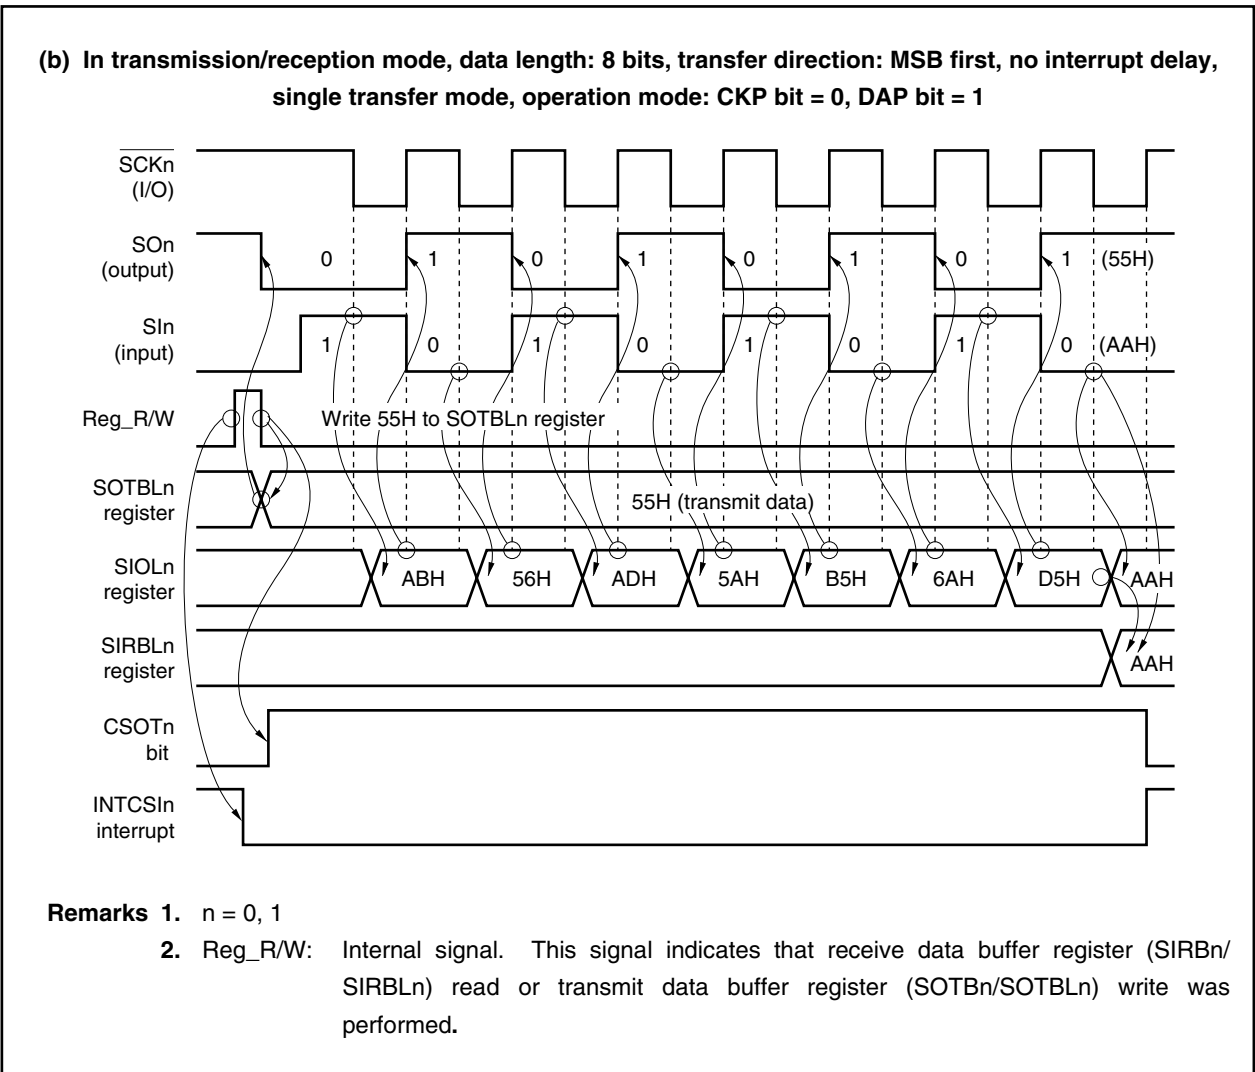 (b) In transmission/reception mode, data length: 8 bits, transfer direction: MSB first, no interrupt delay,
single transfer mode, operation mode: CKP bit = 0, DAP bit = 1
SCKn
(I/O)
SOn
(output)
0 1 0 1 0 1 0 1 (55H)
SIn
(input)
1 0 1 0 1 0 1 0 (AAH)
Reg_R/W
Write 55H to SOTBLn register
SOTBLn
register
55H (transmit data)
SIOLn
register
ABH 56H ADH 5AH B5H 6AH D5H AAH
SIRBLn
register
AAH
CSOTn
bit
INTCSIn
interrupt
Remarks 1. n = 0, 1
2. Reg_R/W: Internal signal. This signal indicates that receive data buffer register (SIRBn/
SIRBLn) read or transmit data buffer register (SOTBn/SOTBLn) write was
performed.